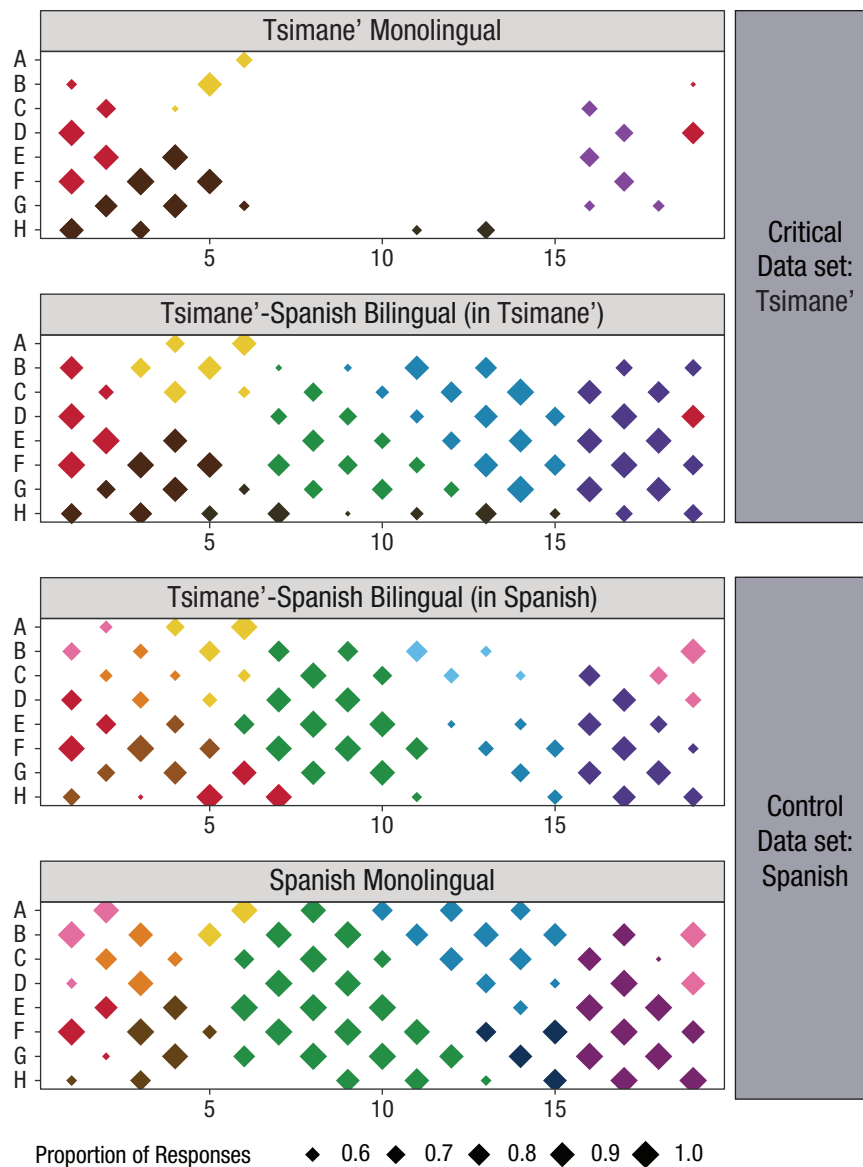 Tsimane’ Monolingual
A
B
C
D
E
F
G
H
5
10
15
Tsimane’-Spanish Bilingual (in Tsimane’)
A
B
C
D
E
F
G
H
5
10
15
Critical
Data set:
Tsimane’
Tsimane’-Spanish Bilingual (in Spanish)
A
B
C
D
E
F
G
H
5
10
15
Spanish Monolingual
A
B
C
D
E
F
G
H
5
10
15
Control
Data set:
Spanish
Proportion of Responses 0.6 0.7 0.8 0.9 1.0